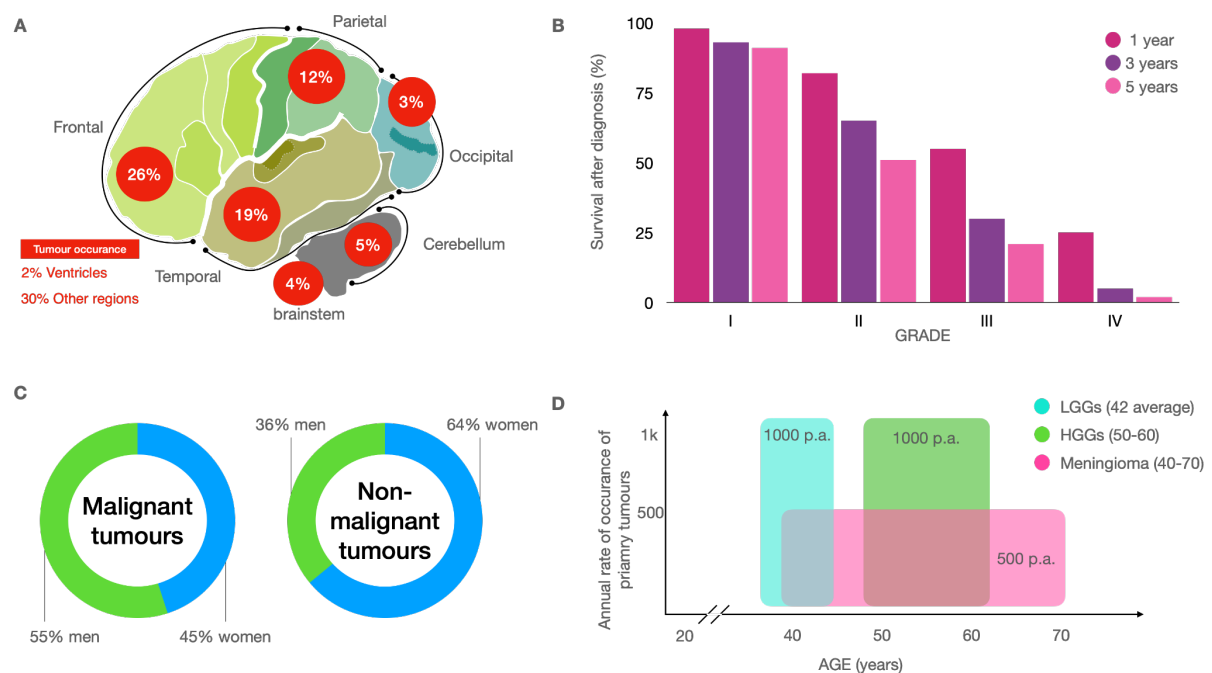 A
Parietal
12%
3%
Frontal
Occipital
26%
19%
Cerebellum
5%
Tumour occurance
2% Ventricles
Temporal
4%
30% Other regions
brainstem
B
Survival after diagnosis (%)
100
75
50
25
0
1 year
3 years
5 years
I II III IV
GRADE
C
36% men
64% women
Malignant
tumours
Non-
malignant
tumours
55% men
45% women
D
Annual rate of occurance of
priamry tumours
1k
500
1000 p.a.
1000 p.a.
500 p.a.
LGGs (42 average)
HGGs (50-60)
Meningioma (40-70)
20 40 50 60 70
AGE (years)